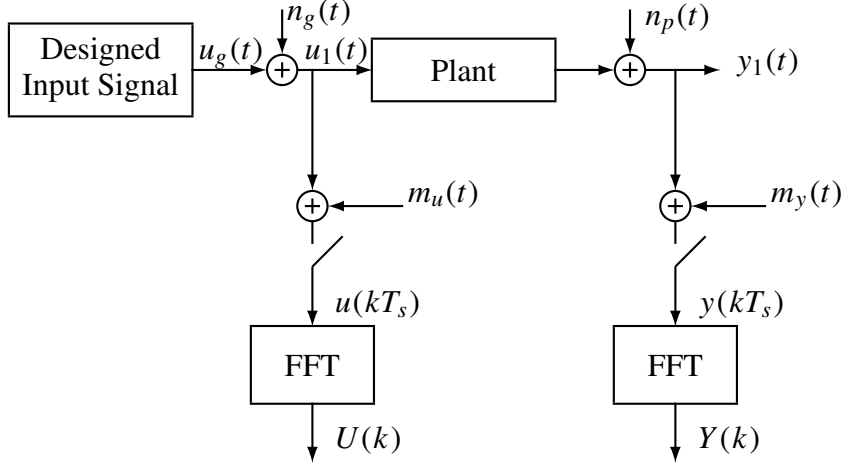 n_g(t)
n_p(t)
Designed
Input Signal
u_g(t)
+
u_1(t)
Plant
+
y_1(t)
+
m_u(t)
+
m_y(t)
u(kT_s)
y(kT_s)
FFT
FFT
U(k)
Y(k)